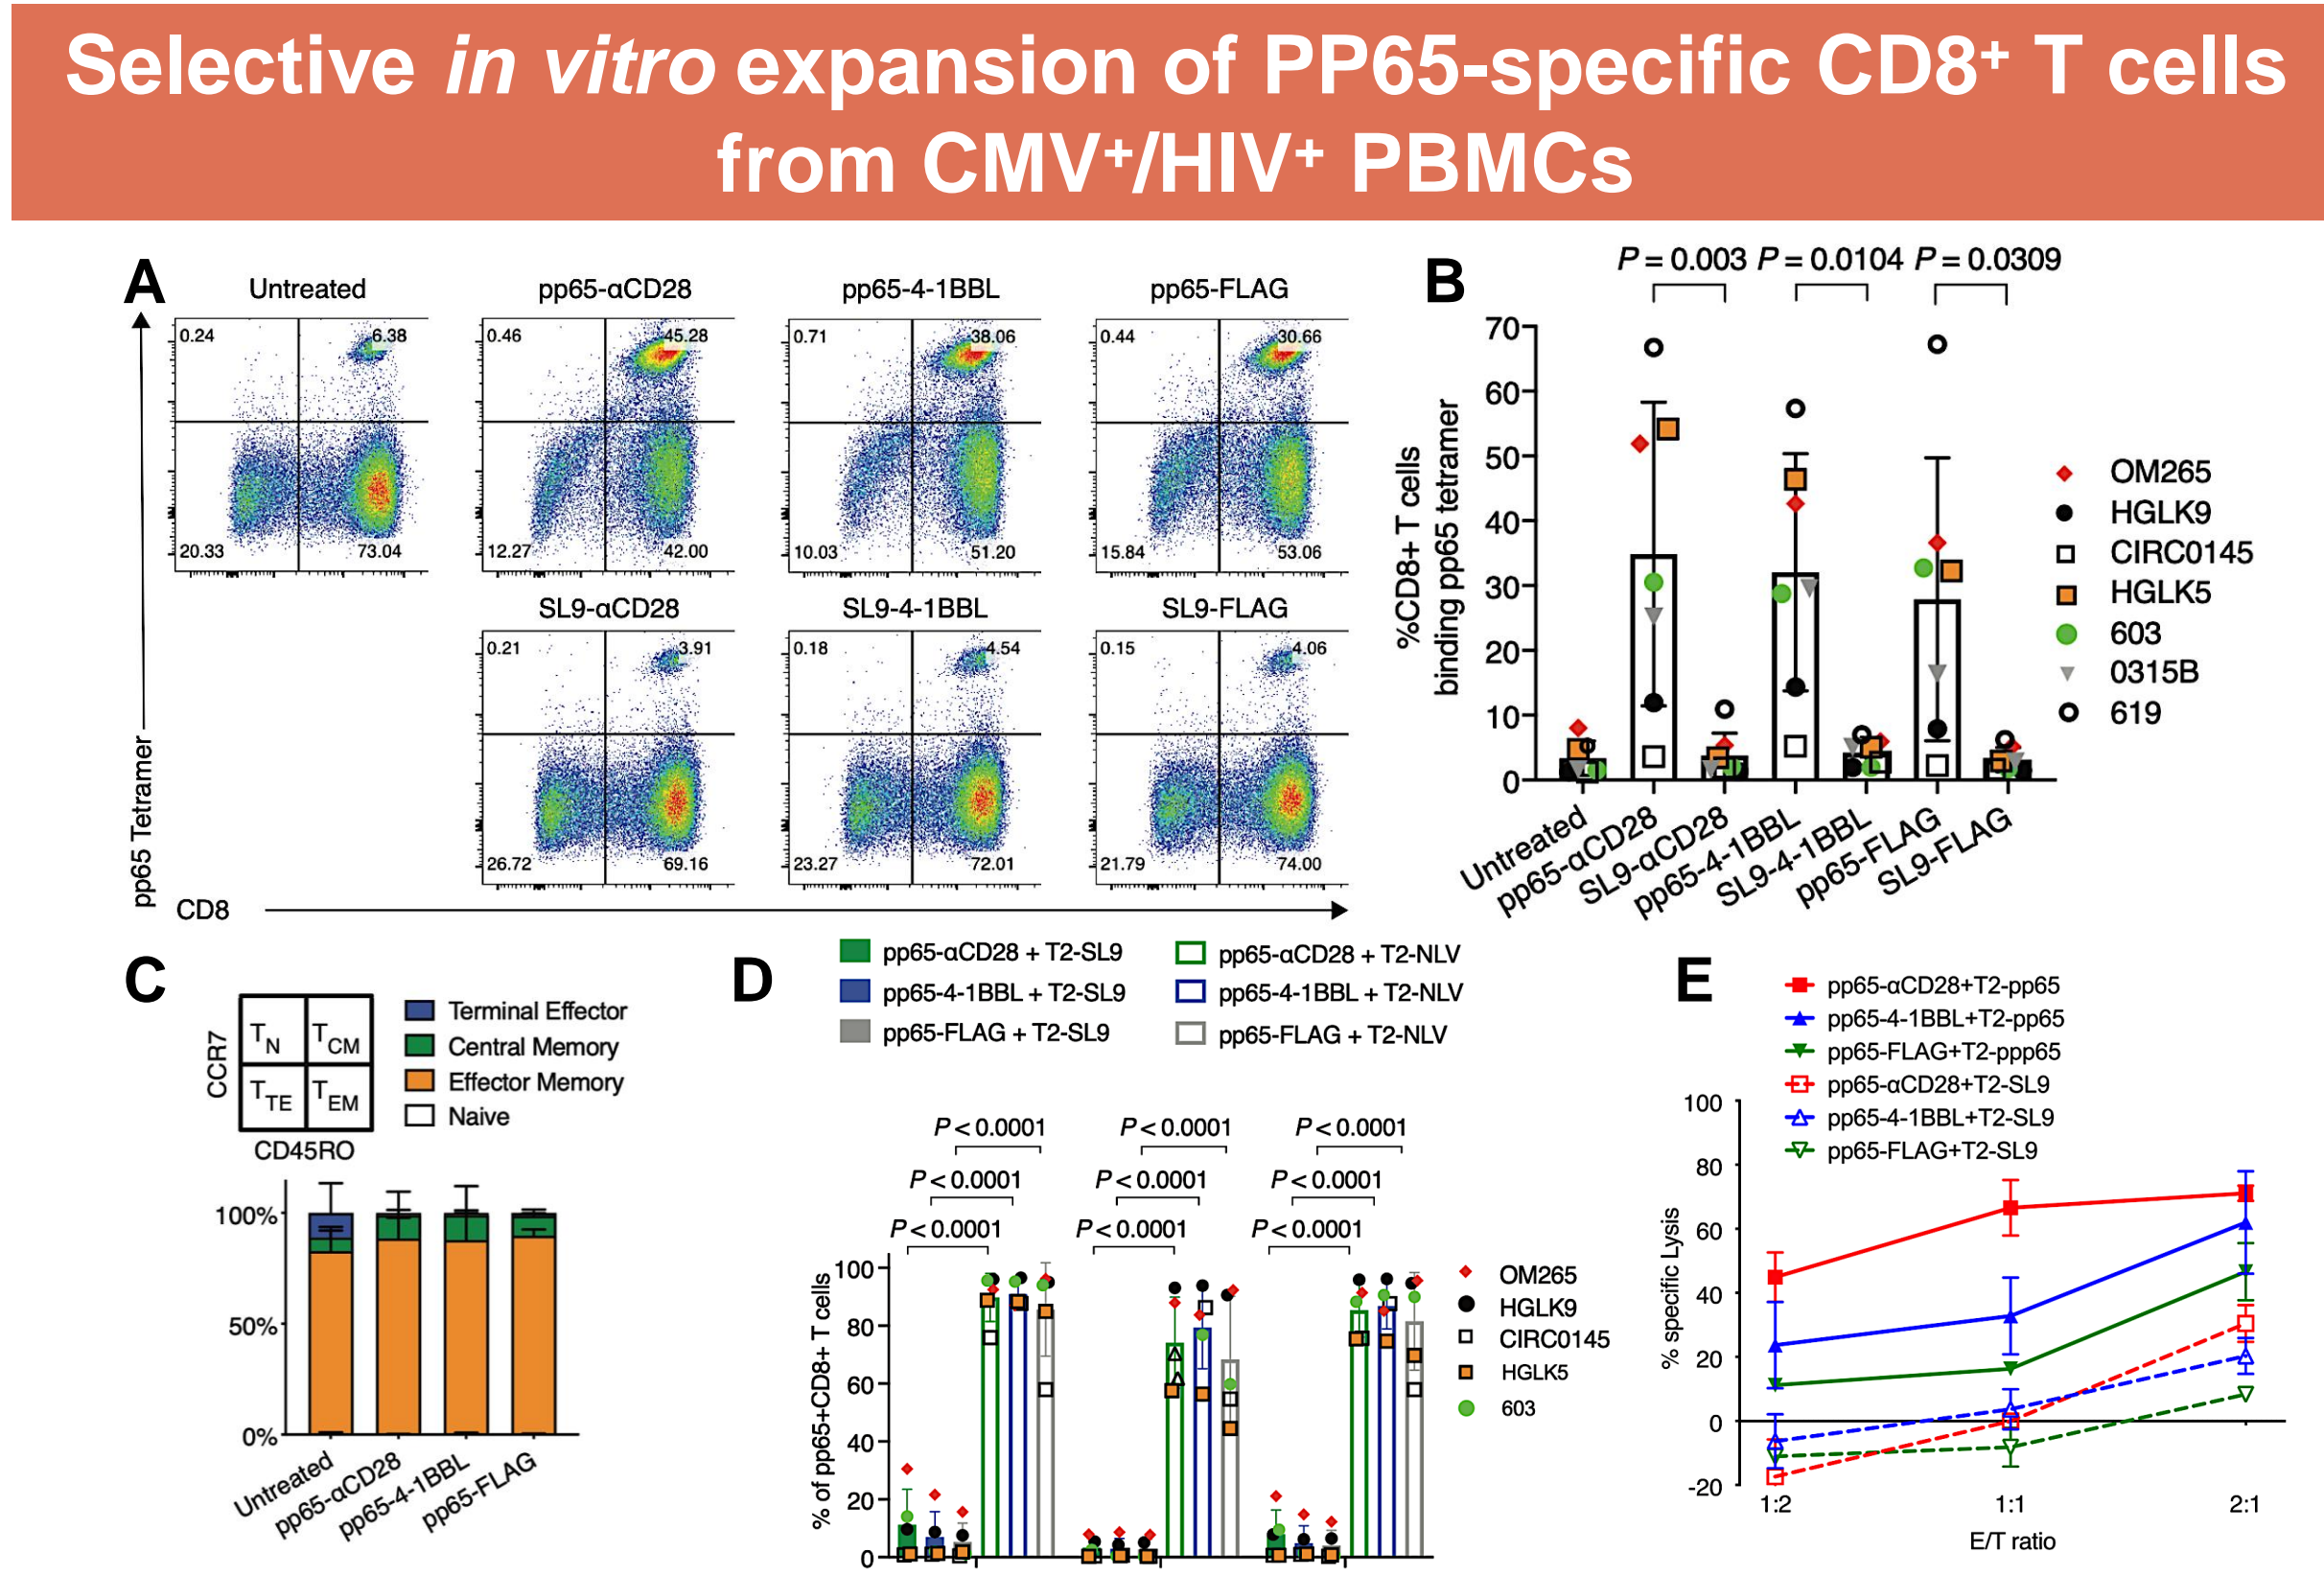 Selective in vitro expansion of PP65-specific CD8⁺ T cells
from CMV⁺/HIV⁺ PBMCs
A
Untreated
pp65-αCD28
pp65-4-1BBL
pp65-FLAG
0.24
6.38
20.33
73.04
0.46
45.28
12.27
42.00
0.71
38.06
10.03
51.20
0.44
30.66
15.84
53.06
SL9-αCD28
SL9-4-1BBL
SL9-FLAG
0.21
3.91
26.72
69.16
0.18
4.54
23.27
72.01
0.15
4.06
21.79
74.00
pp65 Tetramer
CD8
B
P = 0.003
P = 0.0104
P = 0.0309
%CD8+ T cells
binding pp65 tetramer
70
60
50
40
30
20
10
0
Untreated
pp65-αCD28
SL9-αCD28
pp65-4-1BBL
SL9-4-1BBL
pp65-FLAG
SL9-FLAG
OM265
HGLK9
CIRC0145
HGLK5
603
0315B
619
C
CCR7
TN
TCM
TTE
TEM
CD45RO
Terminal Effector
Central Memory
Effector Memory
Naive
100%
50%
0%
Untreated
pp65-αCD28
pp65-4-1BBL
pp65-FLAG
D
pp65-αCD28 + T2-SL9
pp65-4-1BBL + T2-SL9
pp65-FLAG + T2-SL9
pp65-αCD28 + T2-NLV
pp65-4-1BBL + T2-NLV
pp65-FLAG + T2-NLV
P < 0.0001
P < 0.0001
P < 0.0001
P < 0.0001
P < 0.0001
P < 0.0001
P < 0.0001
P < 0.0001
P < 0.0001
% of pp65+CD8+ T cells
100
80
60
40
20
0
OM265
HGLK9
CIRC0145
HGLK5
603
E
pp65-αCD28+T2-pp65
pp65-4-1BBL+T2-pp65
pp65-FLAG+T2-ppp65
pp65-αCD28+T2-SL9
pp65-4-1BBL+T2-SL9
pp65-FLAG+T2-SL9
% specific Lysis
100
80
60
40
20
0
-20
1:2
1:1
2:1
E/T ratio